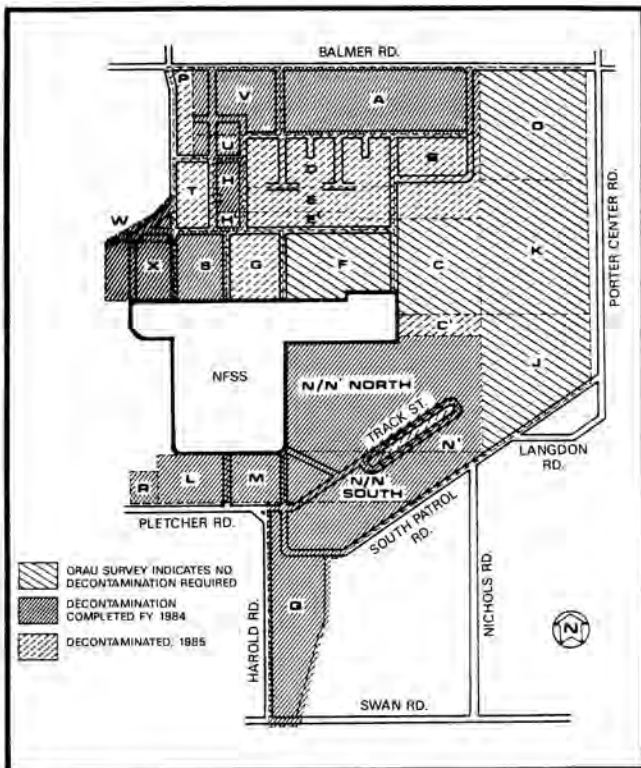 BALMER RD.
P
V
A
O
U
D
B
H
T
E
E'
H'
PORTER CENTER RD.
W
X
S
G
F
C
K
C'
NFSS
N/N' NORTH
J
TRACK ST.
N'
LANGDON RD.
N/N' SOUTH
R
L
M
SOUTH PATROL RD.
PLETCHER RD.
ORAU SURVEY INDICATES NO
DECONTAMINATION REQUIRED
DECONTAMINATION
COMPLETED FY 1984
DECONTAMINATED, 1985
HAROLD RD.
Q
NICHOLS RD.
N
SWAN RD.